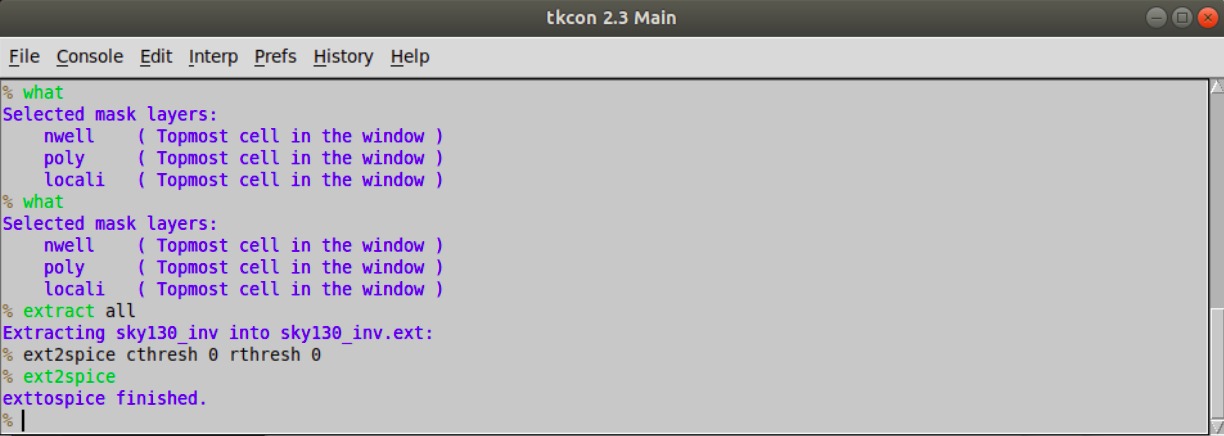 tkcon 2.3 Main
File Console Edit Interp Prefs History Help
% what
Selected mask layers:
    nwell    ( Topmost cell in the window )
    poly     ( Topmost cell in the window )
    locali   ( Topmost cell in the window )
% what
Selected mask layers:
    nwell    ( Topmost cell in the window )
    poly     ( Topmost cell in the window )
    locali   ( Topmost cell in the window )
% extract all
Extracting sky130_inv into sky130_inv.ext:
% ext2spice cthresh 0 rthresh 0
% ext2spice
exttospice finished.
%